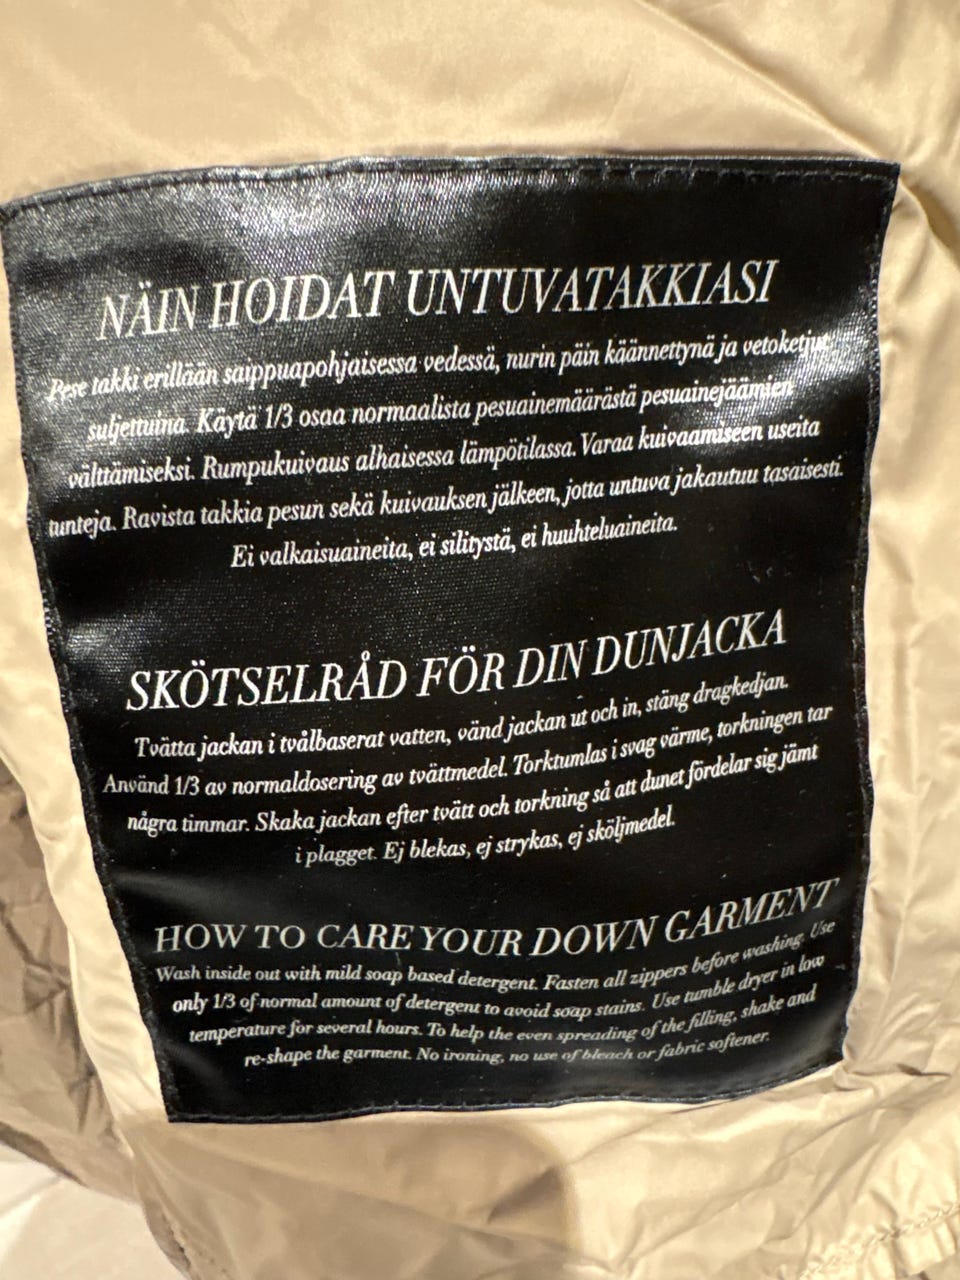 NÄIN HOIDAT UNTUVATAKKIASI
Pese takki erillään saippuapohjaisessa vedessä, nurin päin käännettynä ja vetoketjut
suljettuina. Käytä 1/3 osaa normaalista pesuainemäärästä pesuainejäämien
välttämiseksi. Rumpukuivaus alhaisessa lämpötilassa. Varaa kuivaamiseen useita
tunteja. Ravista takkia pesun sekä kuivauksen jälkeen, jotta untuva jakautuu tasaisesti.
Ei valkaisuaineita, ei silitystä, ei huuhteluaineita.
SKÖTSELRÅD FÖR DIN DUNJACKA
Tvätta jackan i tvålbaserat vatten, vänd jackan ut och in, stäng dragkedjan.
Använd 1/3 av normaldosering av tvättmedel. Torktumlas i svag värme, torkningen tar
några timmar. Skaka jackan efter tvätt och torkning så att dunet fördelar sig jämt
i plagget. Ej blekas, ej strykas, ej sköljmedel.
HOW TO CARE YOUR DOWN GARMENT
Wash inside out with mild soap based detergent. Fasten all zippers before washing. Use
only 1/3 of normal amount of detergent to avoid soap stains. Use tumble dryer in low
temperature for several hours. To help the even spreading of the filling, shake and
re-shape the garment. No ironing, no use of bleach or fabric softener.